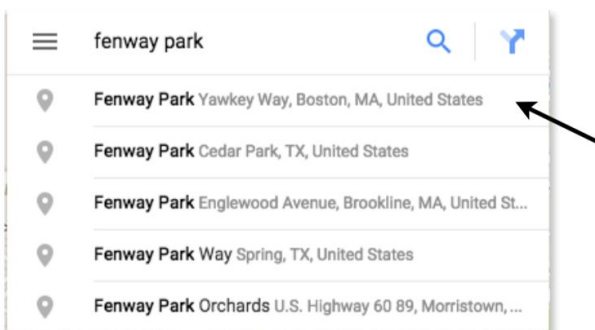 fenway park
Fenway Park Yawkey Way, Boston, MA, United States
Fenway Park Cedar Park, TX, United States
Fenway Park Englewood Avenue, Brookline, MA, United St...
Fenway Park Way Spring, TX, United States
Fenway Park Orchards U.S. Highway 60 89, Morristown, ...